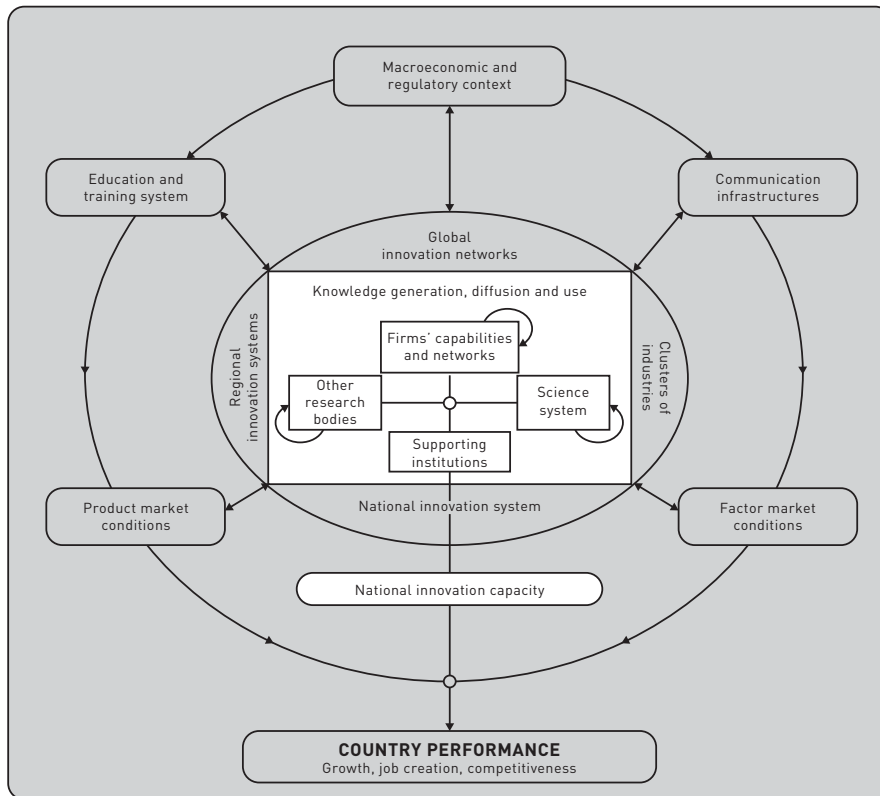 Macroeconomic and
regulatory context
Education and
training system
Communication
infrastructures
Global
innovation networks
Knowledge generation, diffusion and use
Firms’ capabilities
and networks
Regional
innovation systems
Clusters of
industries
Other
research
bodies
Science
system
Supporting
institutions
Product market
conditions
National innovation system
Factor market
conditions
National innovation capacity
COUNTRY PERFORMANCE
Growth, job creation, competitiveness